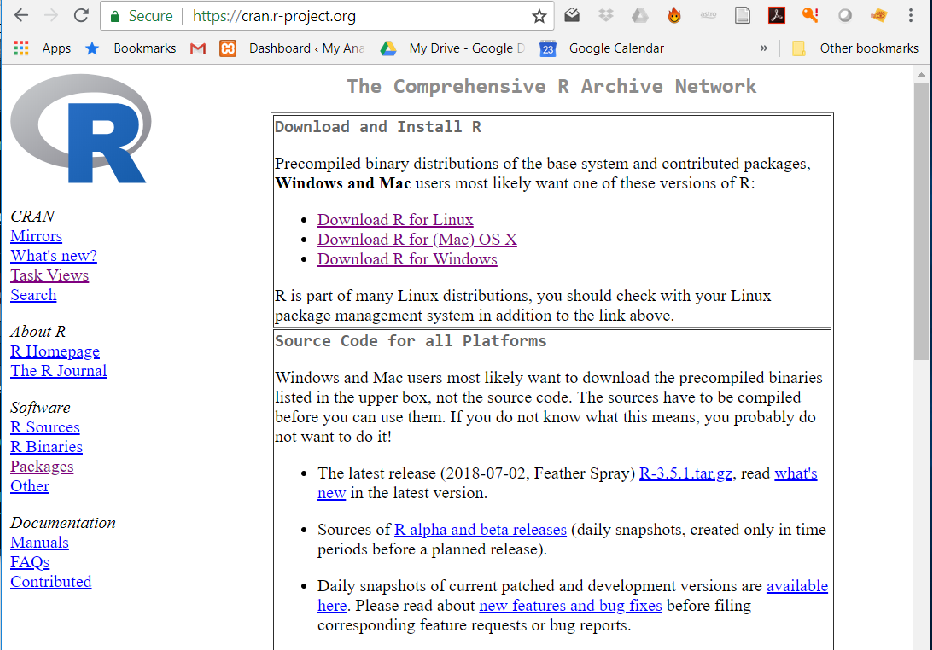 Secure https://cran.r-project.org
Apps Bookmarks Dashboard ‹ My Ana My Drive - Google D 23 Google Calendar » Other bookmarks
R
CRAN
Mirrors
What's new?
Task Views
Search
About R
R Homepage
The R Journal
Software
R Sources
R Binaries
Packages
Other
Documentation
Manuals
FAQs
Contributed
The Comprehensive R Archive Network
Download and Install R
Precompiled binary distributions of the base system and contributed packages,
Windows and Mac users most likely want one of these versions of R:
• Download R for Linux
• Download R for (Mac) OS X
• Download R for Windows
R is part of many Linux distributions, you should check with your Linux
package management system in addition to the link above.
Source Code for all Platforms
Windows and Mac users most likely want to download the precompiled binaries
listed in the upper box, not the source code. The sources have to be compiled
before you can use them. If you do not know what this means, you probably do
not want to do it!
• The latest release (2018-07-02, Feather Spray) R-3.5.1.tar.gz, read what's
new in the latest version.
• Sources of R alpha and beta releases (daily snapshots, created only in time
periods before a planned release).
• Daily snapshots of current patched and development versions are available
here. Please read about new features and bug fixes before filing
corresponding feature requests or bug reports.